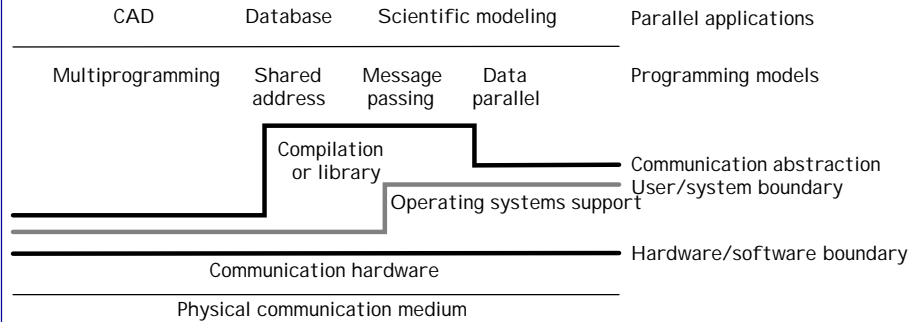 CAD Database Scientific modeling Parallel applications
Multiprogramming Shared address Message passing Data parallel Programming models
Compilation or library
Communication abstraction
User/system boundary
Operating systems support
Hardware/software boundary
Communication hardware
Physical communication medium